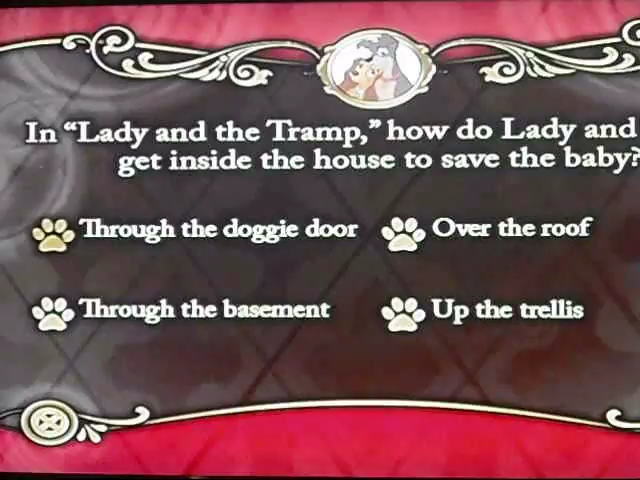 In “Lady and the Tramp,” how do Lady and
get inside the house to save the baby?
Through the doggie door
Over the roof
Through the basement
Up the trellis